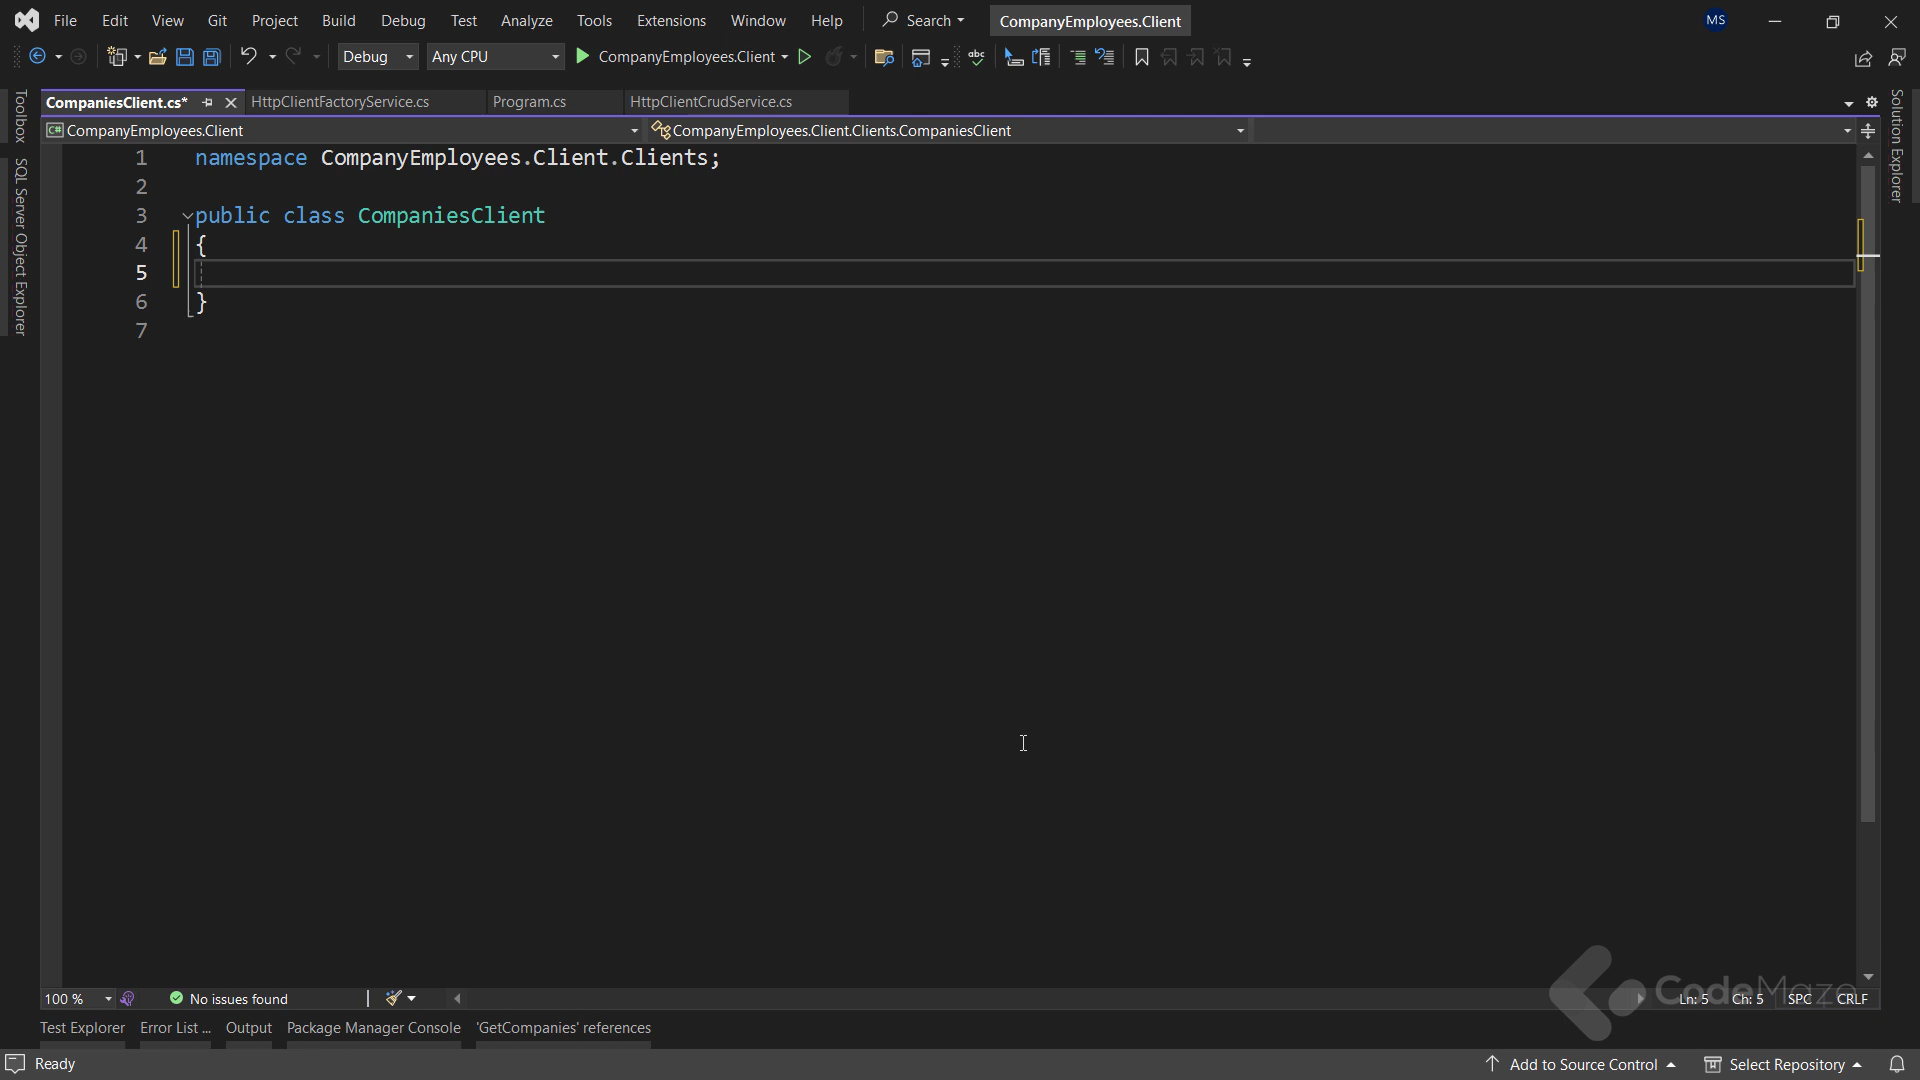 File Edit View Git Project Build Debug Test Analyze Tools Extensions Window Help Search CompanyEmployees.Client MS
Debug Any CPU CompanyEmployees.Client abc
CompaniesClient.cs* HttpClientFactoryService.cs Program.cs HttpClientCrudService.cs
C# CompanyEmployees.Client CompanyEmployees.Client.Clients.CompaniesClient
Toolbox
SQL Server Object Explorer
Solution Explorer
1 namespace CompanyEmployees.Client.Clients;
2
3 public class CompaniesClient
4 {
5
6 }
7
CodeMaze
100 % No issues found Ln: 5 Ch: 5 SPC CRLF
Test Explorer Error List ... Output Package Manager Console 'GetCompanies' references
Ready Add to Source Control Select Repository